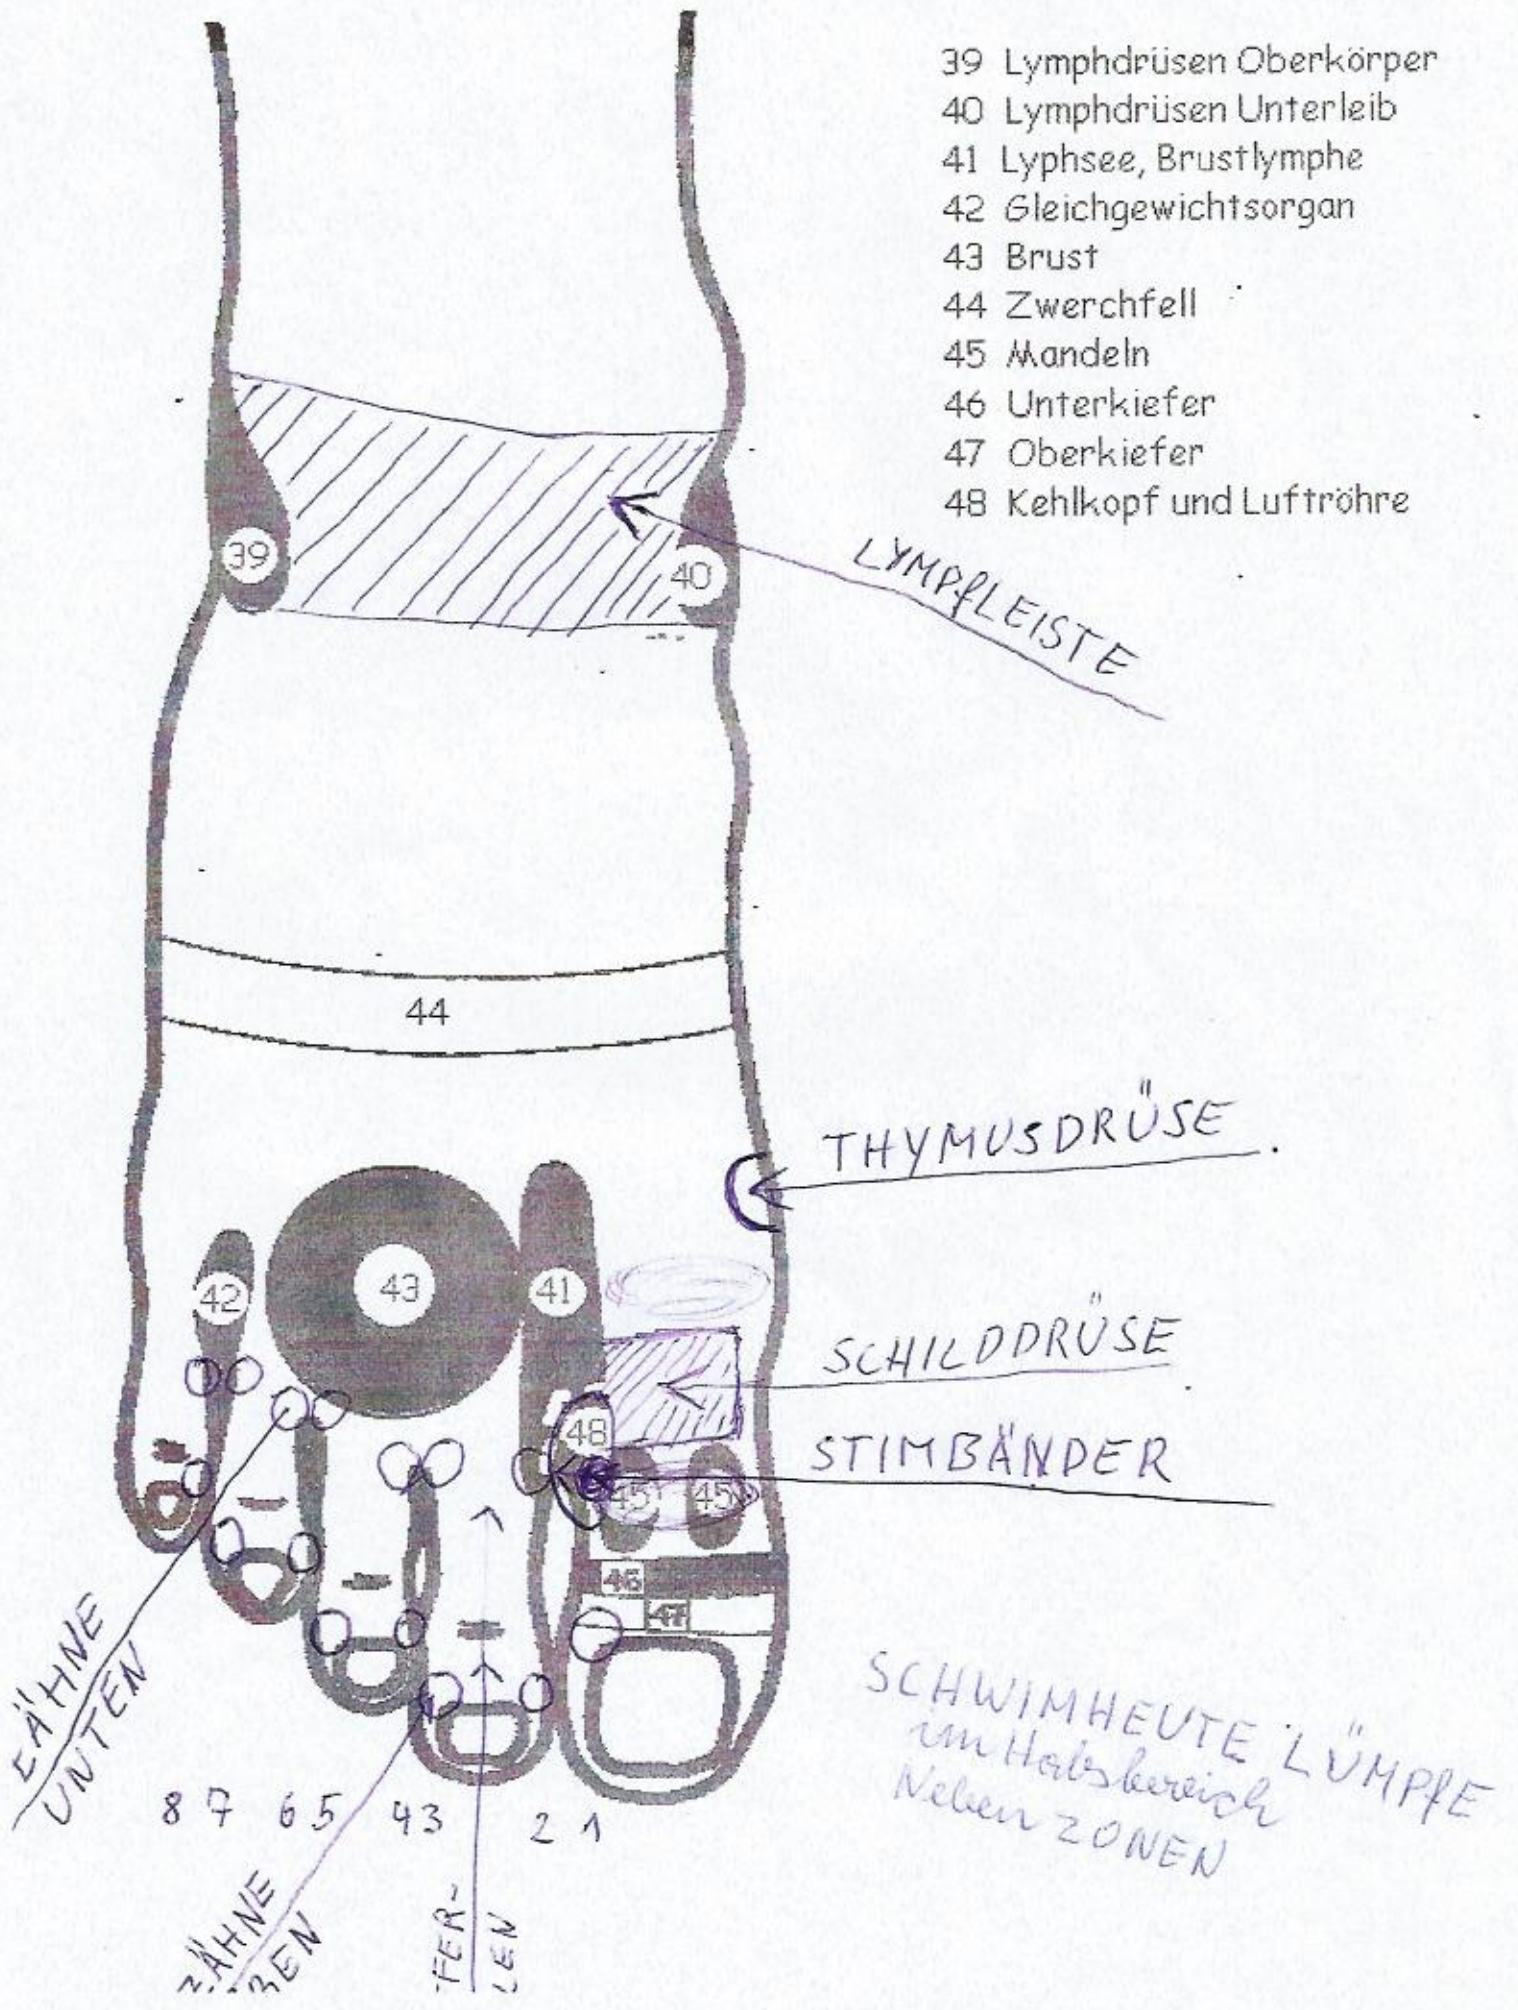 39 Lymphdrüsen Oberkörper
40 Lymphdrüsen Unterleib
41 Lyphsee, Brustlymphe
42 Gleichgewichtsorgan
43 Brust
44 Zwerchfell
45 Mandeln
46 Unterkiefer
47 Oberkiefer
48 Kehlkopf und Luftröhre
39
40
LYMPfLEISTE
44
THYMUSDRÜSE
43
41
42
SCHILDDRÜSE
48
STIMBÄNDER
45
45
46
47
ZÄHNE
UNTEN
SCHWIMHEUTE LÜMPfE
im Halsbereich
Neben ZONEN
8 7 6 5 4 3 2 1
ZÄHNE